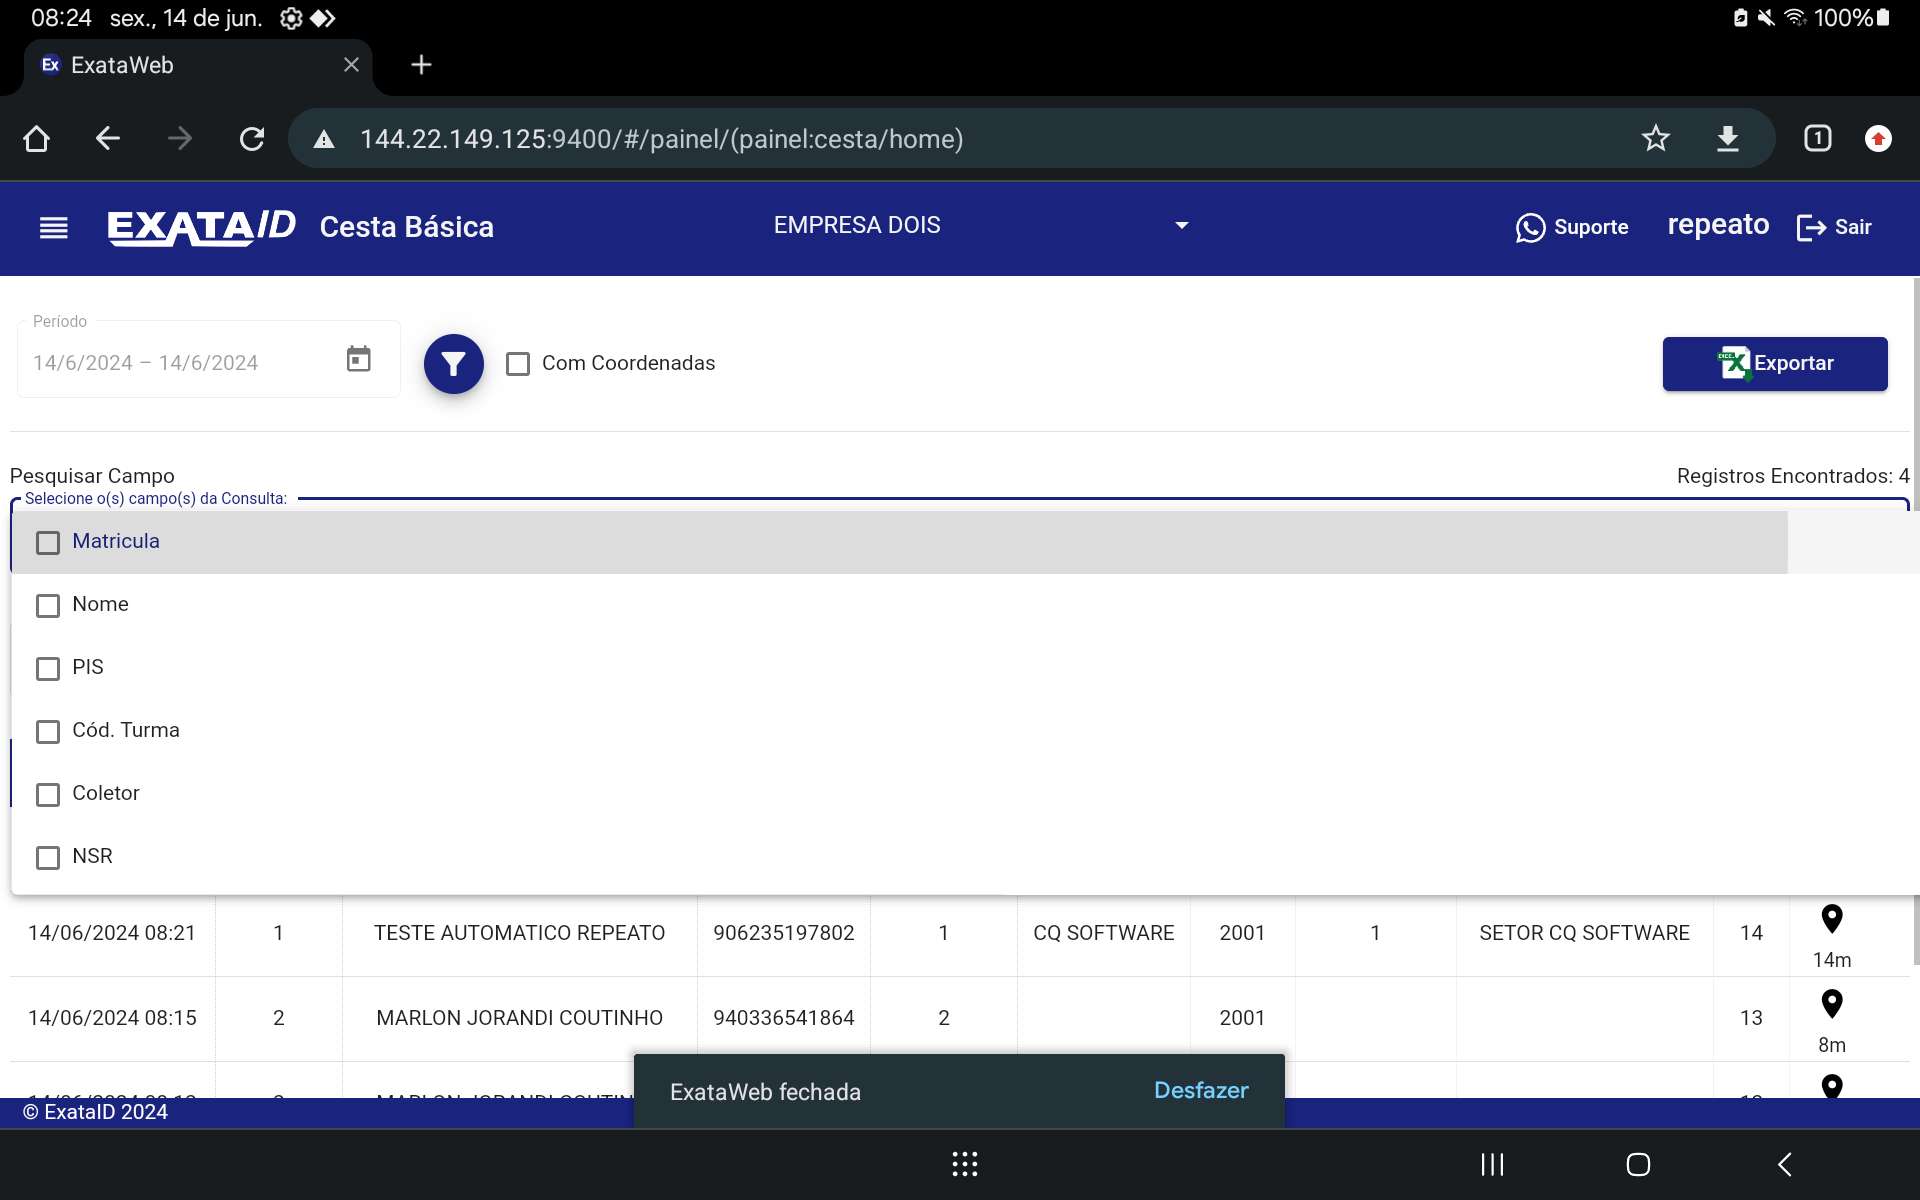 08:24 sex., 14 de jun. 100%
Ex ExataWeb
144.22.149.125:9400/#/painel/(painel:cesta/home) 1
EXATAID Cesta Básica EMPRESA DOIS Suporte repeato Sair
Período
14/6/2024 – 14/6/2024 Com Coordenadas Exportar
Pesquisar Campo Registros Encontrados: 4
Selecione o(s) campo(s) da Consulta:
Matricula
Nome
PIS
Cód. Turma
Coletor
NSR
14/06/2024 08:21 1 TESTE AUTOMATICO REPEATO 906235197802 1 CQ SOFTWARE 2001 1 SETOR CQ SOFTWARE 14
14m
14/06/2024 08:15 2 MARLON JORANDI COUTINHO 940336541864 2 2001 13
8m
ExataWeb fechada Desfazer
© ExataID 2024